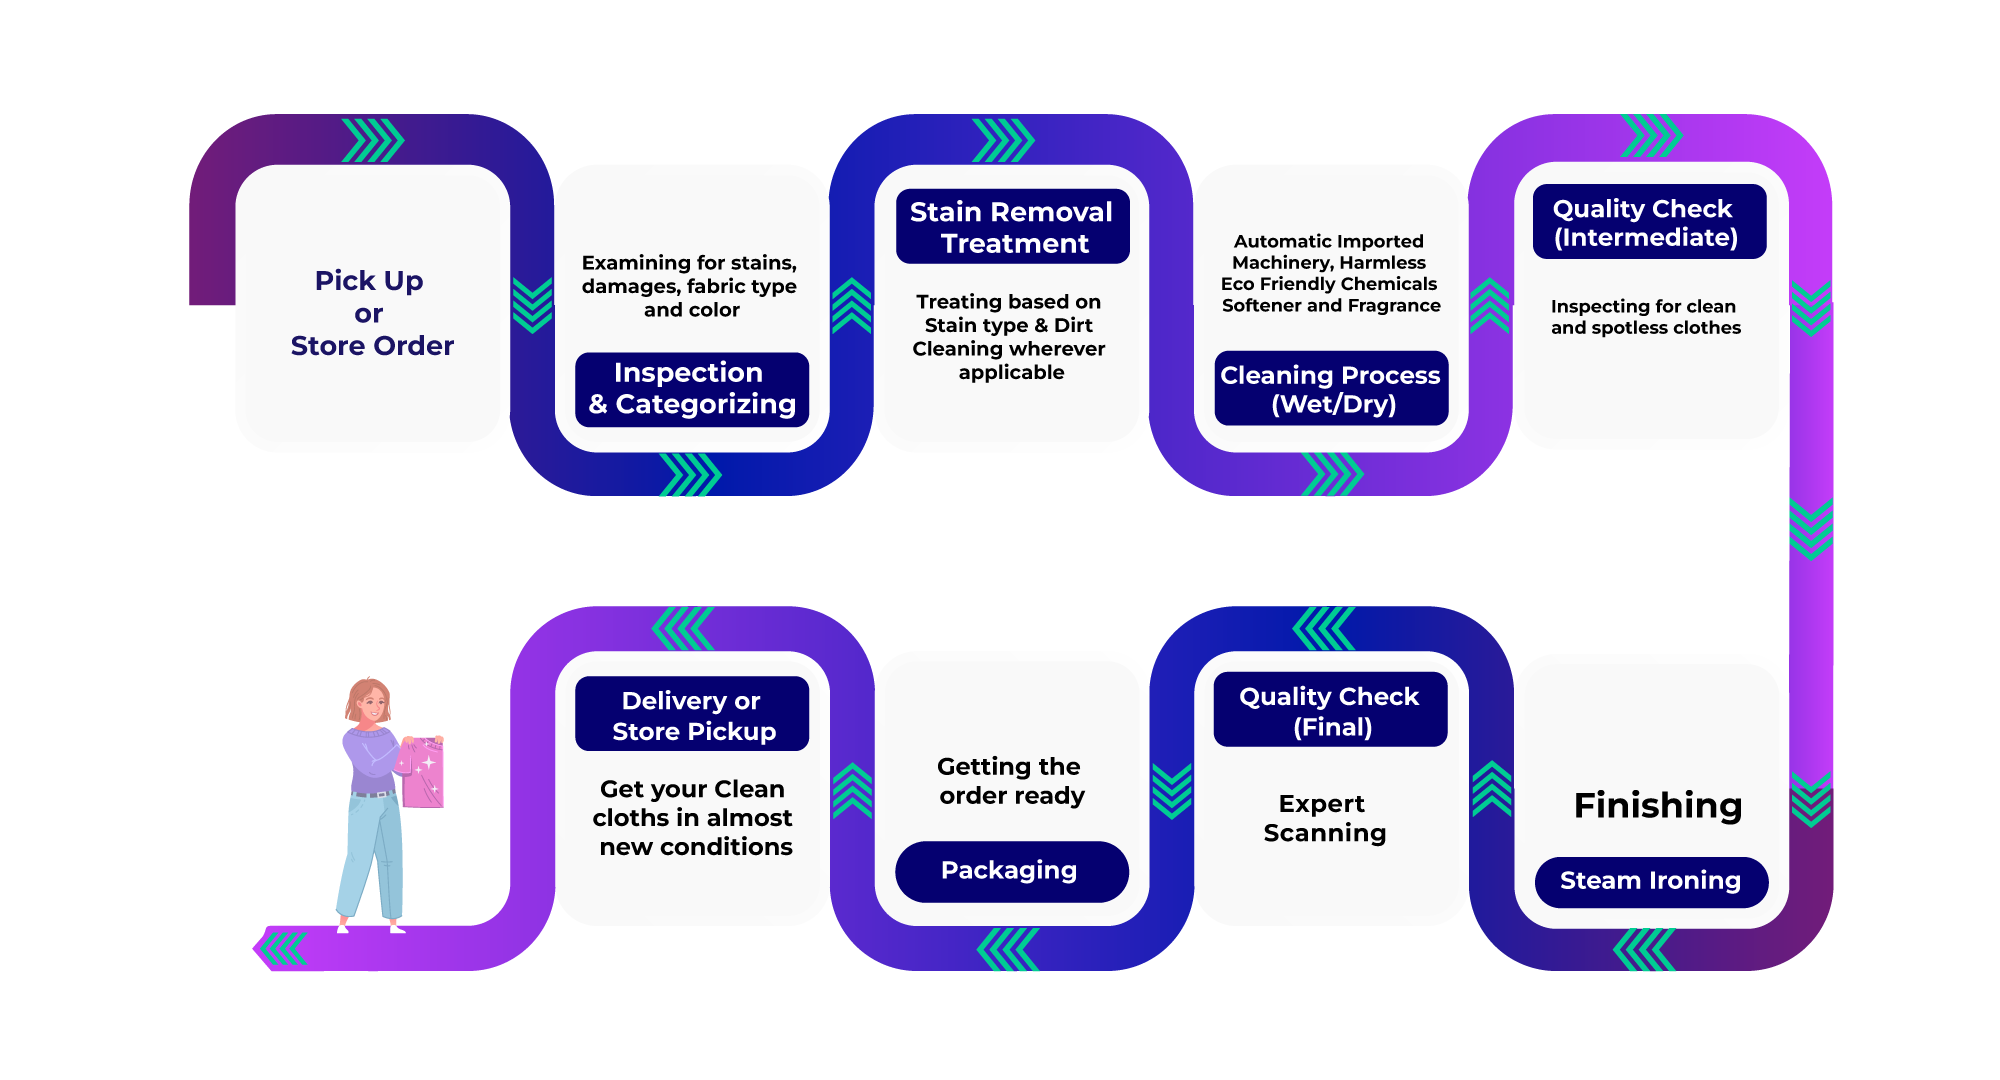 Pick Up
or
Store Order
Examining for stains,
damages, fabric type
and color
Inspection
& Categorizing
Stain Removal
Treatment
Treating based on
Stain type & Dirt
Cleaning wherever
applicable
Automatic Imported
Machinery, Harmless
Eco Friendly Chemicals
Softener and Fragrance
Cleaning Process
(Wet/Dry)
Quality Check
(Intermediate)
Inspecting for clean
and spotless clothes
Finishing
Steam Ironing
Quality Check
(Final)
Expert
Scanning
Getting the
order ready
Packaging
Delivery or
Store Pickup
Get your Clean
cloths in almost
new conditions